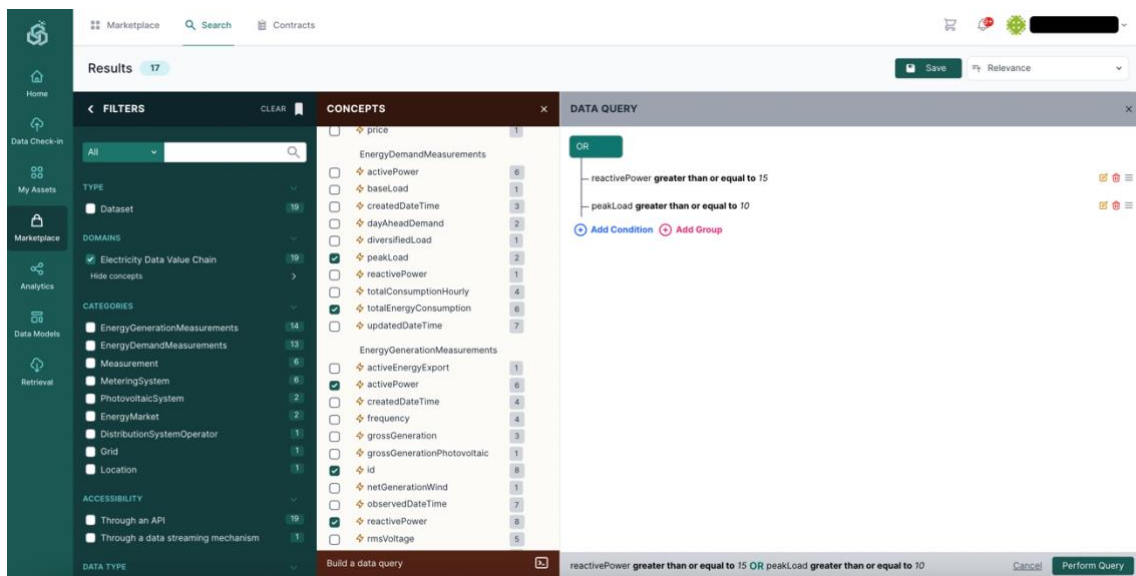 Marketplace Search Contracts
Results 17 Save Relevance
Home
Data Check-in
My Assets
Marketplace
Analytics
Data Models
Retrieval
FILTERS CLEAR
All
TYPE
Dataset 19
DOMAINS
Electricity Data Value Chain 19
Hide concepts
CATEGORIES
EnergyGenerationMeasurements 14
EnergyDemandMeasurements 13
Measurement 6
MeteringSystem 6
PhotovoltaicSystem 2
EnergyMarket 2
DistributionSystemOperator 1
Grid 1
Location 1
ACCESSIBILITY
Through an API 19
Through a data streaming mechanism 1
DATA TYPE
CONCEPTS
price 1
EnergyDemandMeasurements
activePower 6
baseLoad 1
createdDateTime 3
dayAheadDemand 2
diversifiedLoad 1
peakLoad 2
reactivePower 1
totalConsumptionHourly 4
totalEnergyConsumption 6
updatedDateTime 7
EnergyGenerationMeasurements
activeEnergyExport 1
activePower 6
createdDateTime 4
frequency 4
grossGeneration 3
grossGenerationPhotovoltaic 1
id 8
netGenerationWind 1
observedDateTime 7
reactivePower 8
rmsVoltage 5
Build a data query
DATA QUERY
OR
reactivePower greater than or equal to 15
peakLoad greater than or equal to 10
Add Condition Add Group
reactivePower greater than or equal to 15 OR peakLoad greater than or equal to 10
Cancel Perform Query